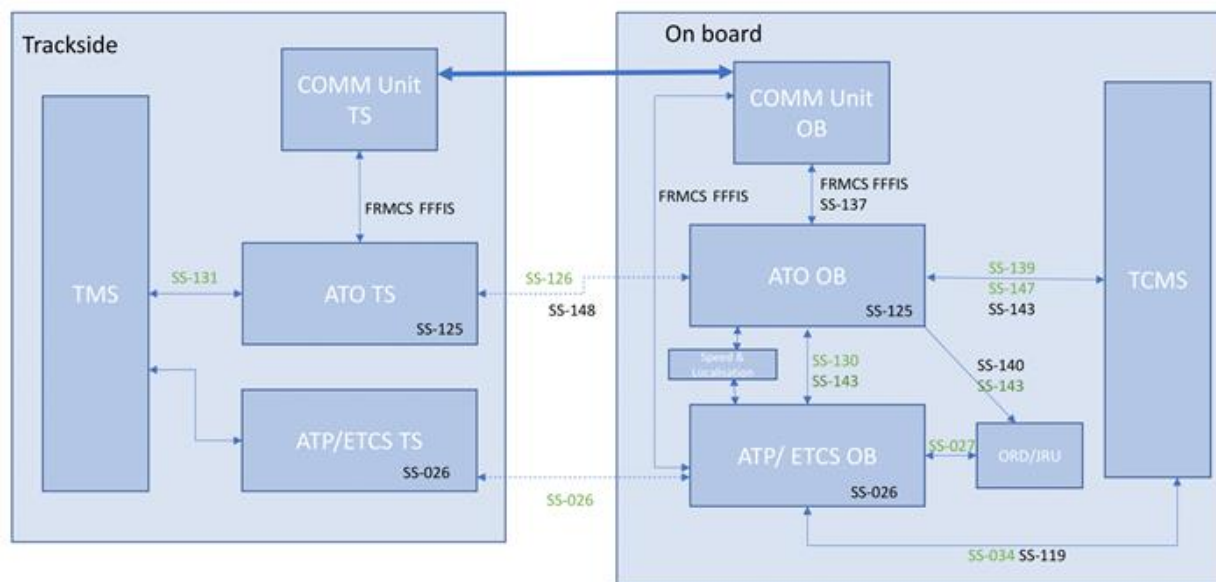 Trackside
On board
COMM Unit
TS
COMM Unit
OB
FRMCS FFFIS
FRMCS FFFIS
FRMCS FFFIS
SS-137
TMS
SS-131
ATO TS
SS-125
SS-126
SS-148
ATO OB
SS-125
SS-139
SS-147
SS-143
TCMS
Speed &
Localisation
SS-130
SS-143
SS-140
SS-143
ATP/ETCS TS
SS-026
SS-026
ATP/ ETCS OB
SS-026
SS-027
ORD/JRU
SS-034 SS-119